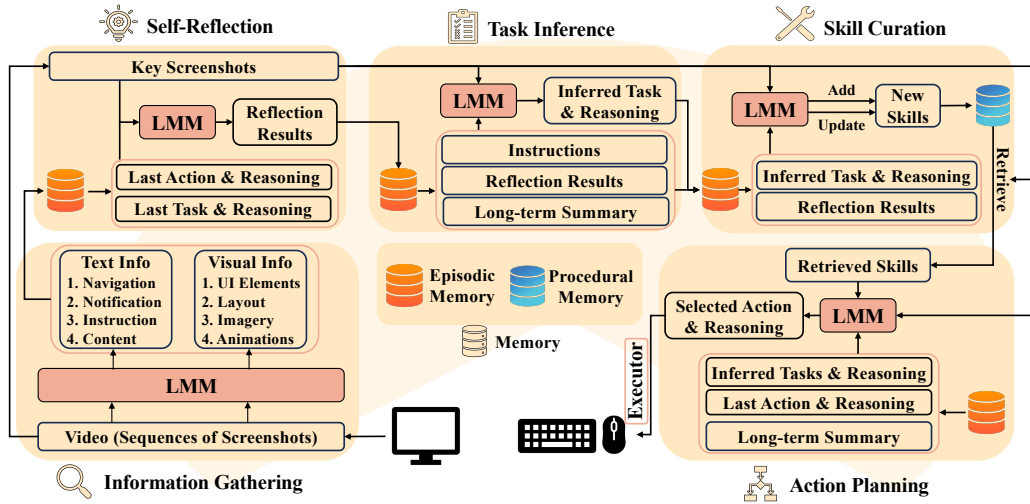 Self-Reflection
Key Screenshots
LMM
Reflection
Results
Last Action & Reasoning
Last Task & Reasoning
Task Inference
LMM
Inferred Task
& Reasoning
Instructions
Reflection Results
Long-term Summary
Skill Curation
LMM
Add
Update
New
Skills
Inferred Task & Reasoning
Reflection Results
Retrieve
Text Info
1. Navigation
2. Notification
3. Instruction
4. Content
Visual Info
1. UI Elements
2. Layout
3. Imagery
4. Animations
LMM
Video (Sequences of Screenshots)
Information Gathering
Episodic
Memory
Procedural
Memory
Memory
Executor
Retrieved Skills
Selected Action
& Reasoning
LMM
Inferred Tasks & Reasoning
Last Action & Reasoning
Long-term Summary
Action Planning